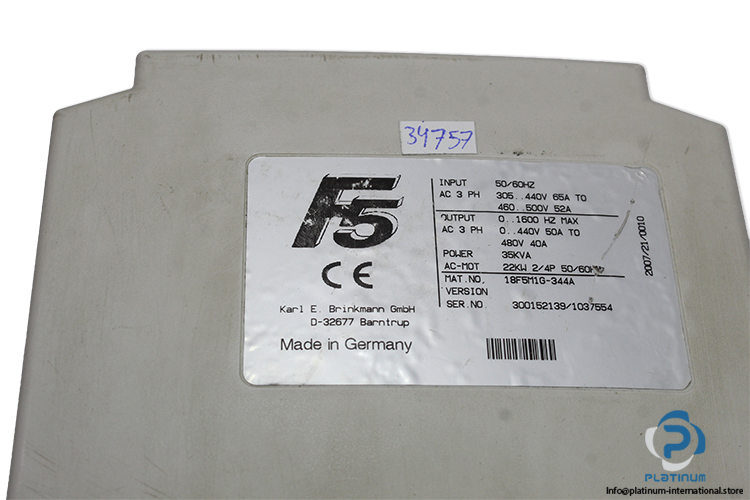 34757
F5
CE
Karl E. Brinkmann GmbH
D-32677 Barntrup
Made in Germany
INPUT 50/60HZ
AC 3 PH 305..440V 65A TO
460..500V 52A
OUTPUT 0..1600 HZ MAX
AC 3 PH 0..440V 50A TO
480V 40A
POWER 35KVA
AC-MOT 22KW 2/4P 50/60HZ
MAT.NO. 18F5M1G-344A
VERSION
SER.NO. 300152139/1037554
2007/21/0010
PLATINUM
Info@platinum-international.store